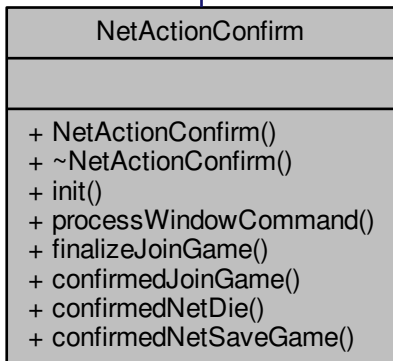 NetActionConfirm
+ NetActionConfirm()
+ ~NetActionConfirm()
+ init()
+ processWindowCommand()
+ finalizeJoinGame()
+ confirmedJoinGame()
+ confirmedNetDie()
+ confirmedNetSaveGame()